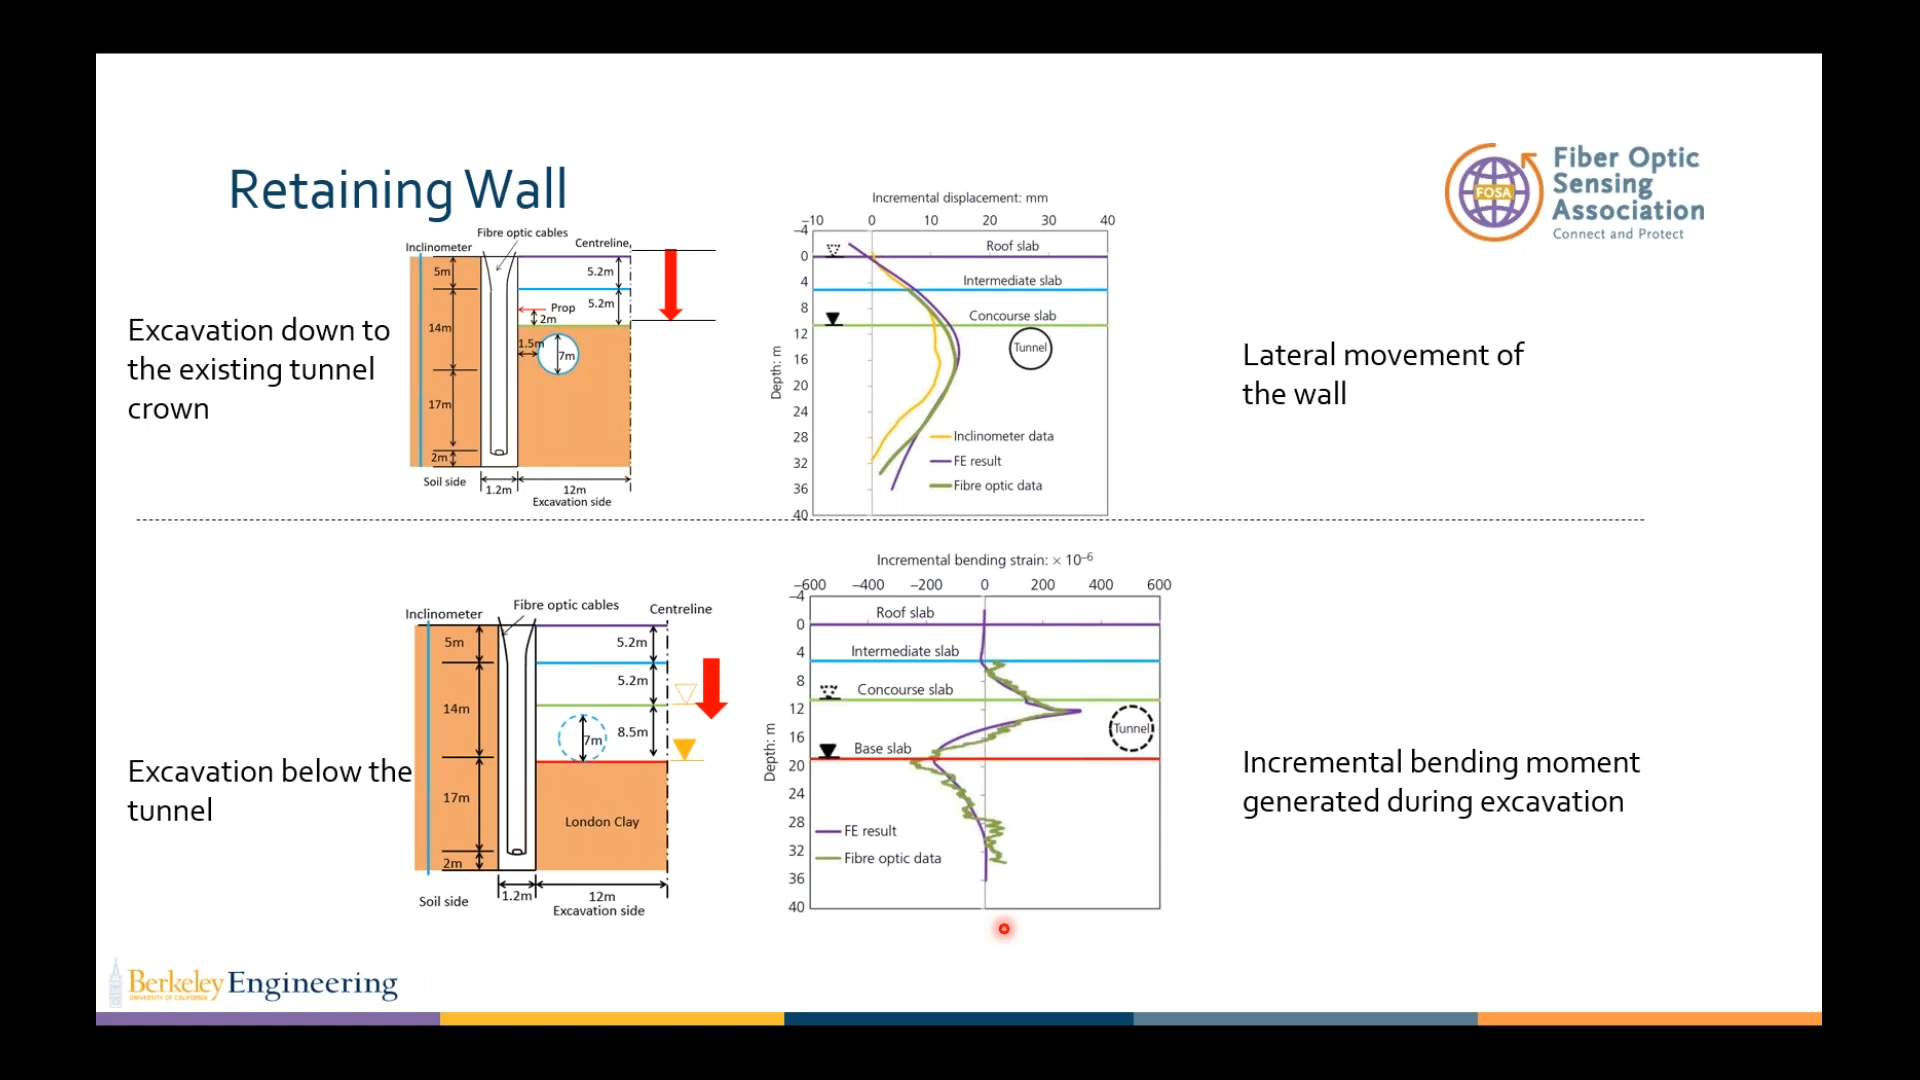 Retaining Wall
Fiber Optic
Sensing
Association
Connect and Protect
FOSA
Excavation down to
the existing tunnel
crown
Inclinometer
Fibre optic cables
Centreline
5m
14m
17m
2m
5.2m
5.2m
Prop
2m
1.5m
7m
Soil side
1.2m
12m
Excavation side
Incremental displacement: mm
–10 0 10 20 30 40
–4
0
4
8
12
16
20
24
28
32
36
40
Depth: m
Roof slab
Intermediate slab
Concourse slab
Tunnel
Inclinometer data
FE result
Fibre optic data
Lateral movement of
the wall
Excavation below the
tunnel
Inclinometer
Fibre optic cables
Centreline
5m
14m
17m
2m
5.2m
5.2m
8.5m
7m
London Clay
Soil side
1.2m
12m
Excavation side
Incremental bending strain: × 10–6
–600 –400 –200 0 200 400 600
–4
0
4
8
12
16
20
24
28
32
36
40
Depth: m
Roof slab
Intermediate slab
Concourse slab
Tunnel
Base slab
FE result
Fibre optic data
Incremental bending moment
generated during excavation
Berkeley Engineering
UNIVERSITY OF CALIFORNIA